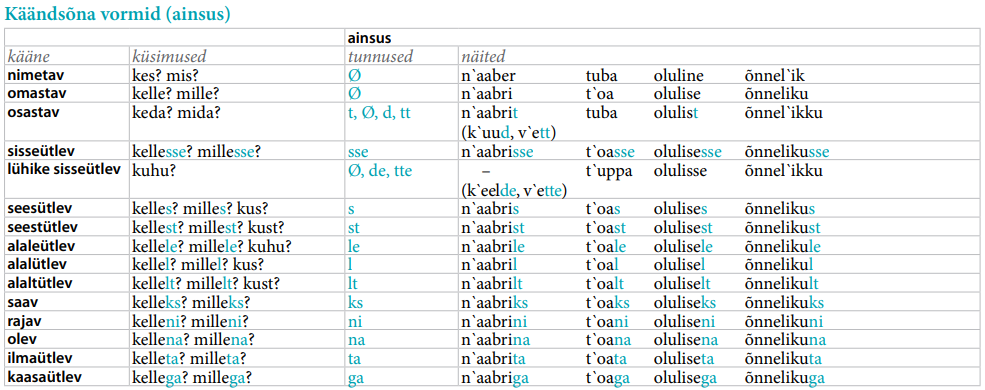 Käändsõna vormid (ainsus)
ainsus
kääne küsimused tunnused näited
nimetav kes? mis? Ø n`aaber tuba oluline õnnel`ik
omastav kelle? mille? Ø n`aabri t`oa olulise õnneliku
osastav keda? mida? t, Ø, d, tt n`aabrit tuba olulist õnnel`ikku
(k`uud, v`ett)
sisseütlev kellesse? millesse? sse n`aabrisse t`oasse olulisesse õnnelikusse
lühike sisseütlev kuhu? Ø, de, tte – t`uppa olulisse õnnel`ikku
(k`eelde, v`ette)
seesütlev kelles? milles? kus? s n`aabris t`oas olulises õnnelikus
seestütlev kellest? millest? kust? st n`aabrist t`oast olulisest õnnelikust
alaleütlev kellele? millele? kuhu? le n`aabrile t`oale olulisele õnnelikule
alalütlev kellel? millel? kus? l n`aabril t`oal olulisel õnnelikul
alaltütlev kellelt? millelt? kust? lt n`aabrilt t`oalt oluliselt õnnelikult
saav kelleks? milleks? ks n`aabriks t`oaks oluliseks õnnelikuks
rajav kelleni? milleni? ni n`aabrini t`oani oluliseni õnnelikuni
olev kellena? millena? na n`aabrina t`oana olulisena õnnelikuna
ilmaütlev kelleta? milleta? ta n`aabrita t`oata oluliseta õnnelikuta
kaasaütlev kellega? millega? ga n`aabriga t`oaga olulisega õnnelikuga